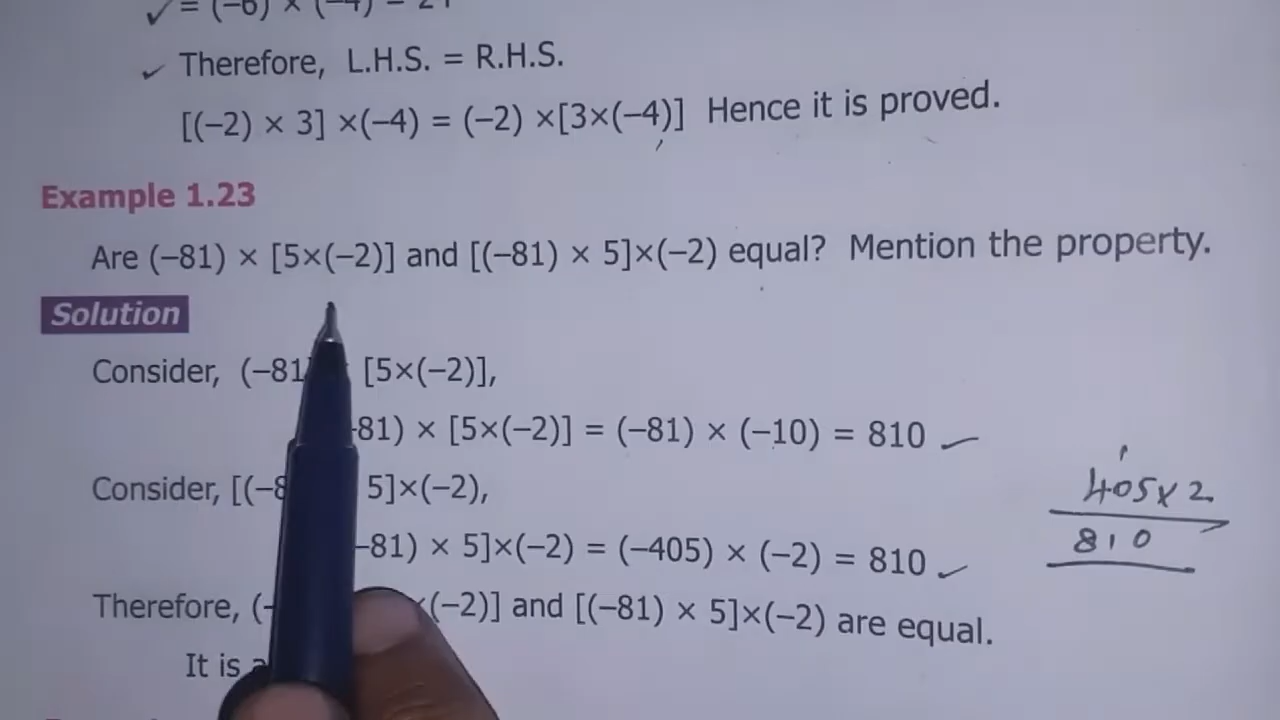 = (–6) × (–4) = 24
Therefore, L.H.S. = R.H.S.
[(–2) × 3] ×(–4) = (–2) ×[3×(–4)] Hence it is proved.
Example 1.23
Are (–81) × [5×(–2)] and [(–81) × 5]×(–2) equal? Mention the property.
Solution
Consider, (–81 [5×(–2)],
81) × [5×(–2)] = (–81) × (–10) = 810
Consider, [(–8 5]×(–2),
–81) × 5]×(–2) = (–405) × (–2) = 810
405 × 2
810
Therefore, (– ×(–2)] and [(–81) × 5]×(–2) are equal.
It is